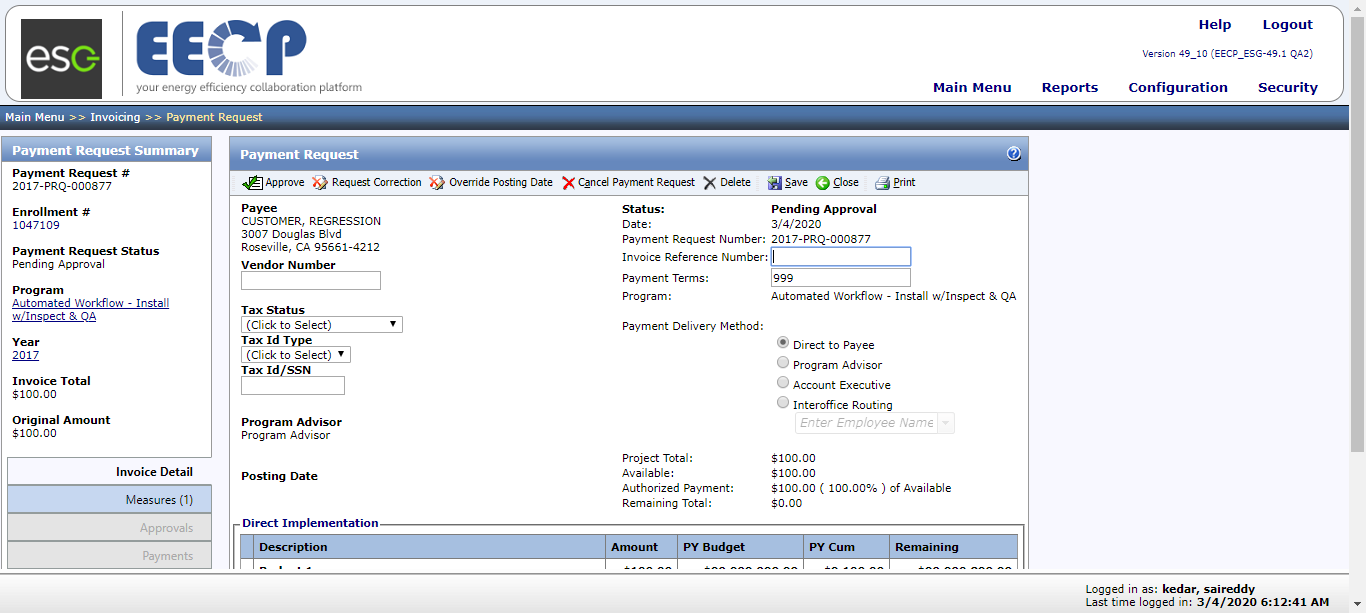 Help Logout
esg EECP
your energy efficiency collaboration platform
Version 49_10 (EECP_ESG-49.1 QA2)
Main Menu Reports Configuration Security
Main Menu >> Invoicing >> Payment Request
Payment Request Summary
Payment Request #
2017-PRQ-000877
Enrollment #
1047109
Payment Request Status
Pending Approval
Program
Automated Workflow - Install
w/Inspect & QA
Year
2017
Invoice Total
$100.00
Original Amount
$100.00
Invoice Detail
Measures (1)
Approvals
Payments
Payment Request
Approve Request Correction Override Posting Date Cancel Payment Request Delete Save Close Print
Payee
CUSTOMER, REGRESSION
3007 Douglas Blvd
Roseville, CA 95661-4212
Vendor Number
Tax Status
(Click to Select)
Tax Id Type
(Click to Select)
Tax Id/SSN
Program Advisor
Program Advisor
Posting Date
Status: Pending Approval
Date: 3/4/2020
Payment Request Number: 2017-PRQ-000877
Invoice Reference Number:
Payment Terms: 999
Program: Automated Workflow - Install w/Inspect & QA
Payment Delivery Method:
Direct to Payee
Program Advisor
Account Executive
Interoffice Routing
Enter Employee Name
Project Total: $100.00
Available: $100.00
Authorized Payment: $100.00 ( 100.00% ) of Available
Remaining Total: $0.00
Direct Implementation
Description Amount PY Budget PY Cum Remaining
Logged in as: kedar, saireddy
Last time logged in: 3/4/2020 6:12:41 AM